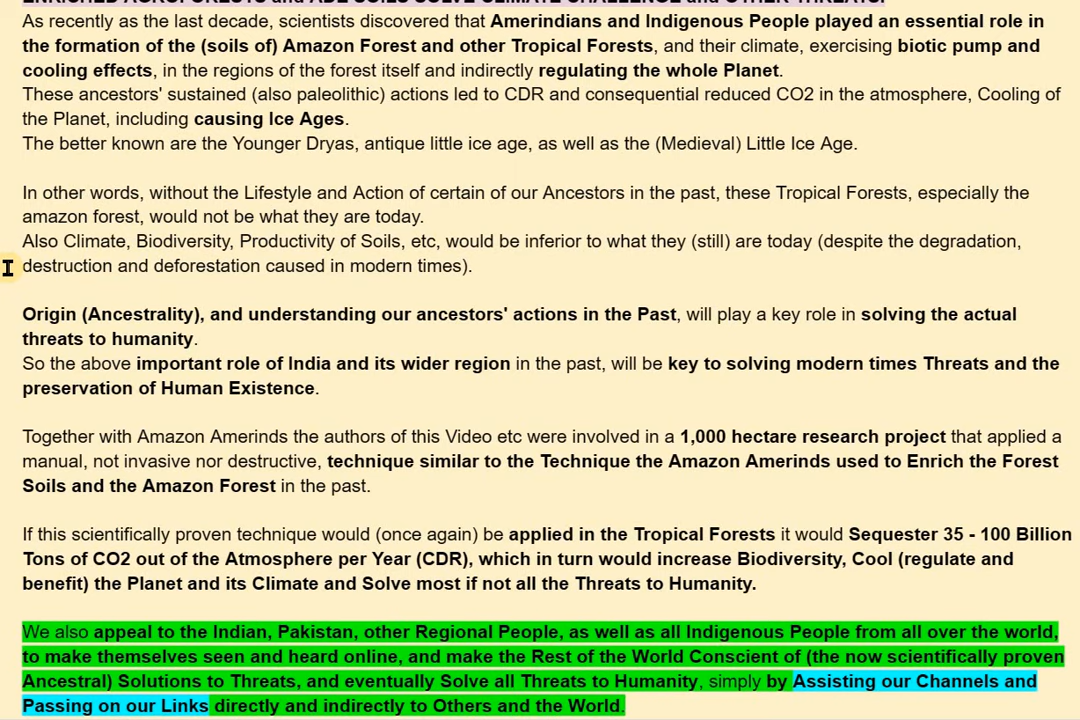 ENRICHED AGROFORESTS and ADE SOILS SOLVE CLIMATE CHALLENGE and OTHER THREATS:
As recently as the last decade, scientists discovered that Amerindians and Indigenous People played an essential role in
the formation of the (soils of) Amazon Forest and other Tropical Forests, and their climate, exercising biotic pump and
cooling effects, in the regions of the forest itself and indirectly regulating the whole Planet.
These ancestors' sustained (also paleolithic) actions led to CDR and consequential reduced CO2 in the atmosphere, Cooling of
the Planet, including causing Ice Ages.
The better known are the Younger Dryas, antique little ice age, as well as the (Medieval) Little Ice Age.
In other words, without the Lifestyle and Action of certain of our Ancestors in the past, these Tropical Forests, especially the
amazon forest, would not be what they are today.
Also Climate, Biodiversity, Productivity of Soils, etc, would be inferior to what they (still) are today (despite the degradation,
destruction and deforestation caused in modern times).
Origin (Ancestrality), and understanding our ancestors' actions in the Past, will play a key role in solving the actual
threats to humanity.
So the above important role of India and its wider region in the past, will be key to solving modern times Threats and the
preservation of Human Existence.
Together with Amazon Amerinds the authors of this Video etc were involved in a 1,000 hectare research project that applied a
manual, not invasive nor destructive, technique similar to the Technique the Amazon Amerinds used to Enrich the Forest
Soils and the Amazon Forest in the past.
If this scientifically proven technique would (once again) be applied in the Tropical Forests it would Sequester 35 - 100 Billion
Tons of CO2 out of the Atmosphere per Year (CDR), which in turn would increase Biodiversity, Cool (regulate and
benefit) the Planet and its Climate and Solve most if not all the Threats to Humanity.
We also appeal to the Indian, Pakistan, other Regional People, as well as all Indigenous People from all over the world,
to make themselves seen and heard online, and make the Rest of the World Conscient of (the now scientifically proven
Ancestral) Solutions to Threats, and eventually Solve all Threats to Humanity, simply by Assisting our Channels and
Passing on our Links directly and indirectly to Others and the World.